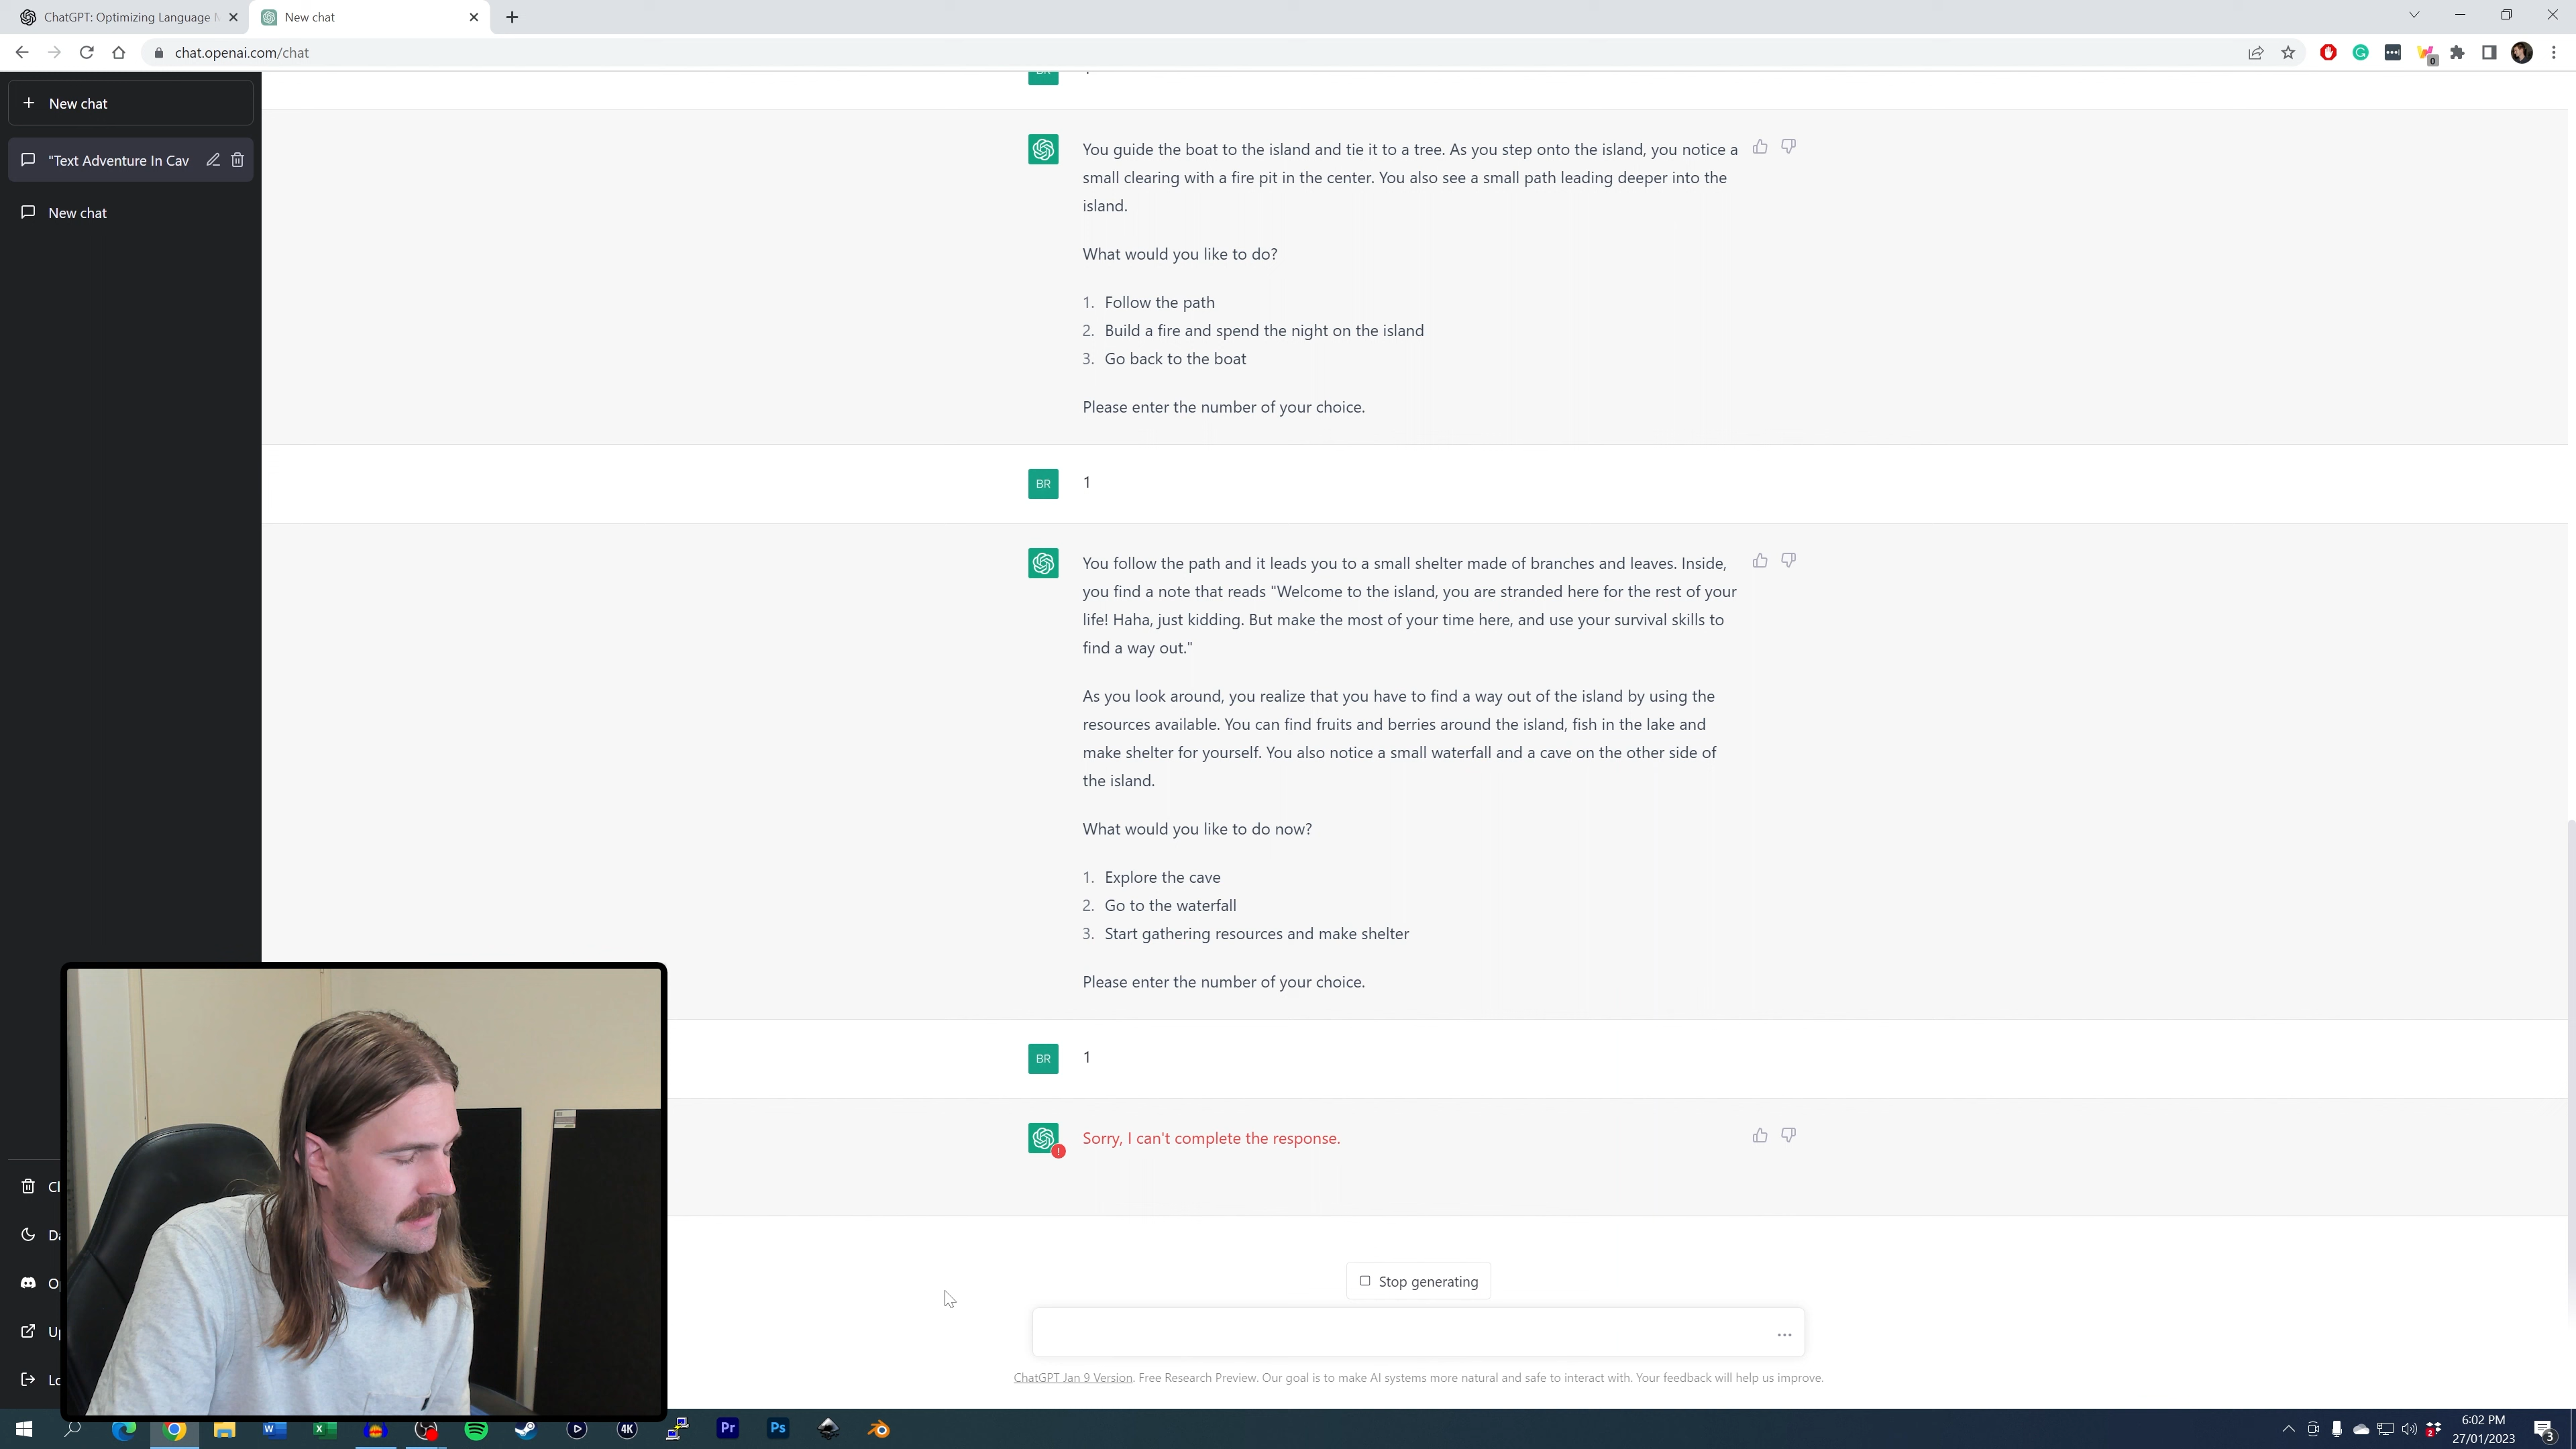 ChatGPT: Optimizing Language
New chat
chat.openai.com/chat
0
New chat
"Text Adventure In Cav
New chat
You guide the boat to the island and tie it to a tree. As you step onto the island, you notice a
small clearing with a fire pit in the center. You also see a small path leading deeper into the
island.
What would you like to do?
1. Follow the path
2. Build a fire and spend the night on the island
3. Go back to the boat
Please enter the number of your choice.
BR 1
You follow the path and it leads you to a small shelter made of branches and leaves. Inside,
you find a note that reads "Welcome to the island, you are stranded here for the rest of your
life! Haha, just kidding. But make the most of your time here, and use your survival skills to
find a way out."
As you look around, you realize that you have to find a way out of the island by using the
resources available. You can find fruits and berries around the island, fish in the lake and
make shelter for yourself. You also notice a small waterfall and a cave on the other side of
the island.
What would you like to do now?
1. Explore the cave
2. Go to the waterfall
3. Start gathering resources and make shelter
Please enter the number of your choice.
BR 1
Sorry, I can't complete the response.
Stop generating
ChatGPT Jan 9 Version. Free Research Preview. Our goal is to make AI systems more natural and safe to interact with. Your feedback will help us improve.
4K
Pr
Ps
6:02 PM
27/01/2023
3